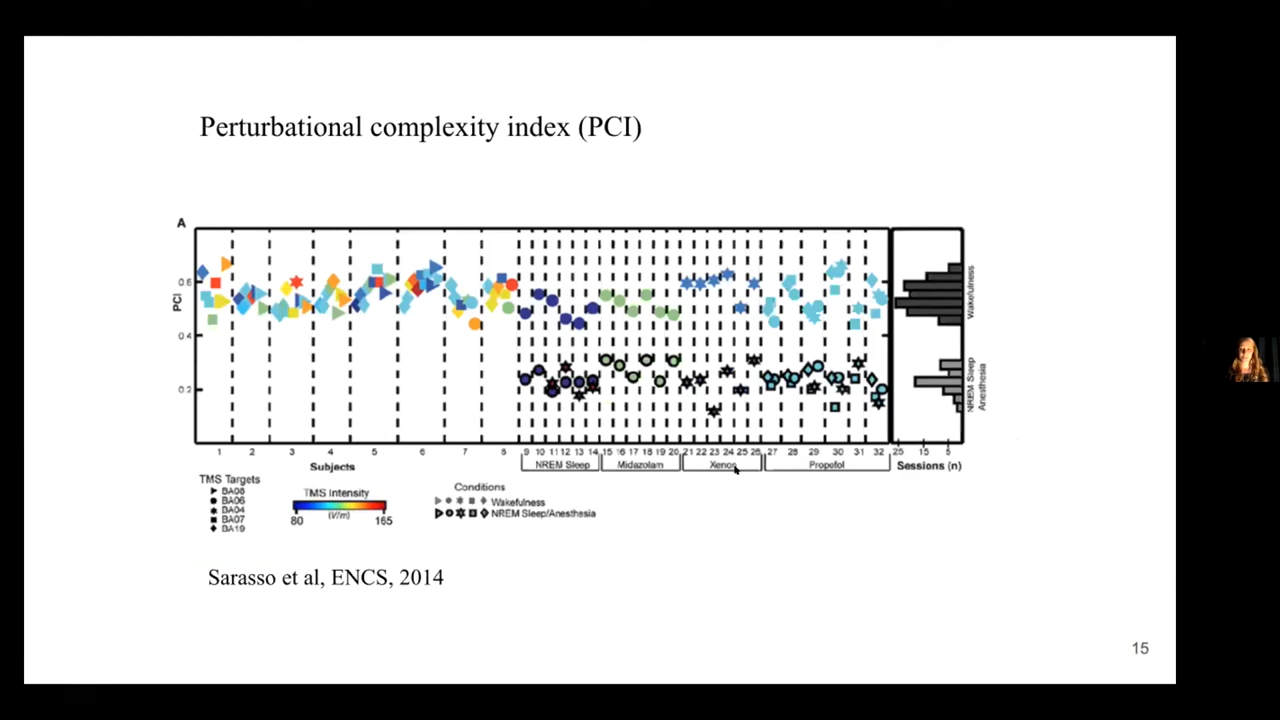 Perturbational complexity index (PCI)
A
PCI
0.6
0.4
0.2
Wakefulness
NREM Sleep
Anesthesia
1 2 3 4 5 6 7 8 9 10 11 12 13 14 15 16 17 18 19 20 21 22 23 24 25 26 27 28 29 30 31 32
25 15 5
Subjects
NREM Sleep Midazolam Xenon Propofol
Sessions (n)
TMS Targets
BA08
BA06
BA04
BA07
BA19
TMS Intensity
(V/m)
80 165
Conditions
Wakefulness
NREM Sleep/Anesthesia
Sarasso et al, ENCS, 2014
15